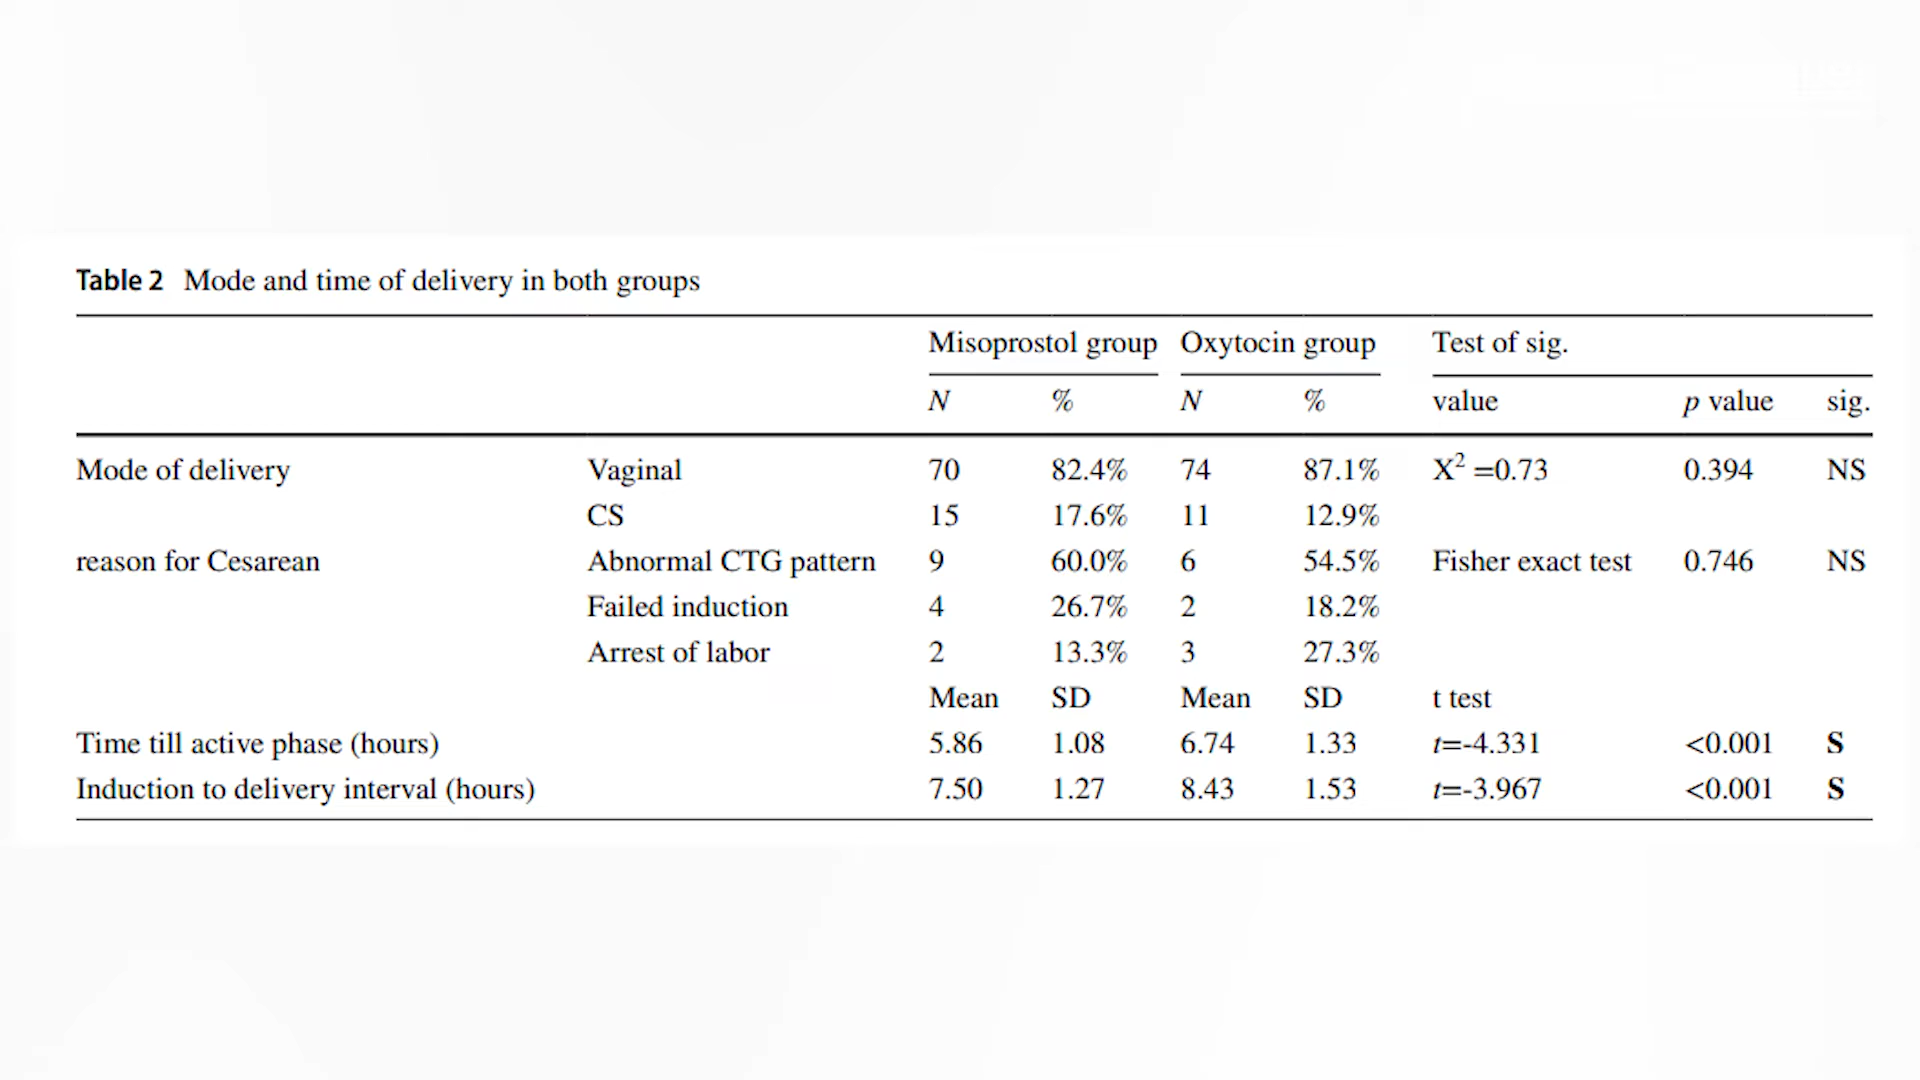 Table 2 Mode and time of delivery in both groups
Misoprostol group Oxytocin group Test of sig.
N % N % value p value sig.
Mode of delivery Vaginal 70 82.4% 74 87.1% X² =0.73 0.394 NS
CS 15 17.6% 11 12.9%
reason for Cesarean Abnormal CTG pattern 9 60.0% 6 54.5% Fisher exact test 0.746 NS
Failed induction 4 26.7% 2 18.2%
Arrest of labor 2 13.3% 3 27.3%
Mean SD Mean SD t test
Time till active phase (hours) 5.86 1.08 6.74 1.33 t=-4.331 <0.001 S
Induction to delivery interval (hours) 7.50 1.27 8.43 1.53 t=-3.967 <0.001 S